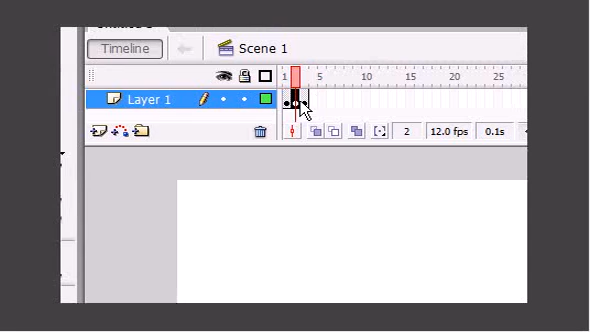 Timeline
Scene 1
1 5 10 15 20 25
Layer 1
2 12.0 fps 0.1s